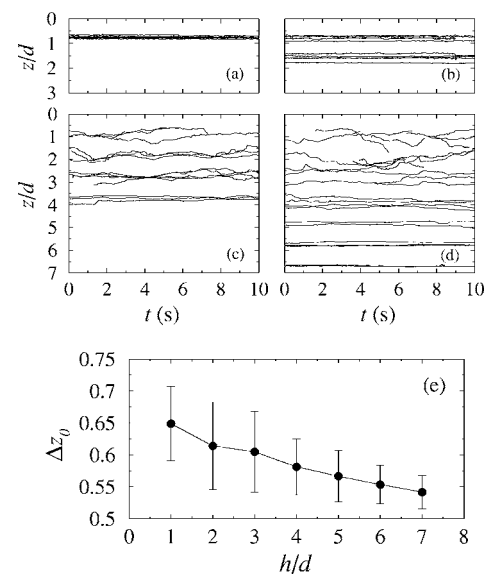 0
1
2
3
z/d
(a)
(b)
0
1
2
3
4
5
6
7
z/d
(c)
(d)
0 2 4 6 8 10
0 2 4 6 8 10
t (s)
t (s)
0.75
0.7
0.65
0.6
0.55
0.5
Δz₀
(e)
0 1 2 3 4 5 6 7 8
h/d